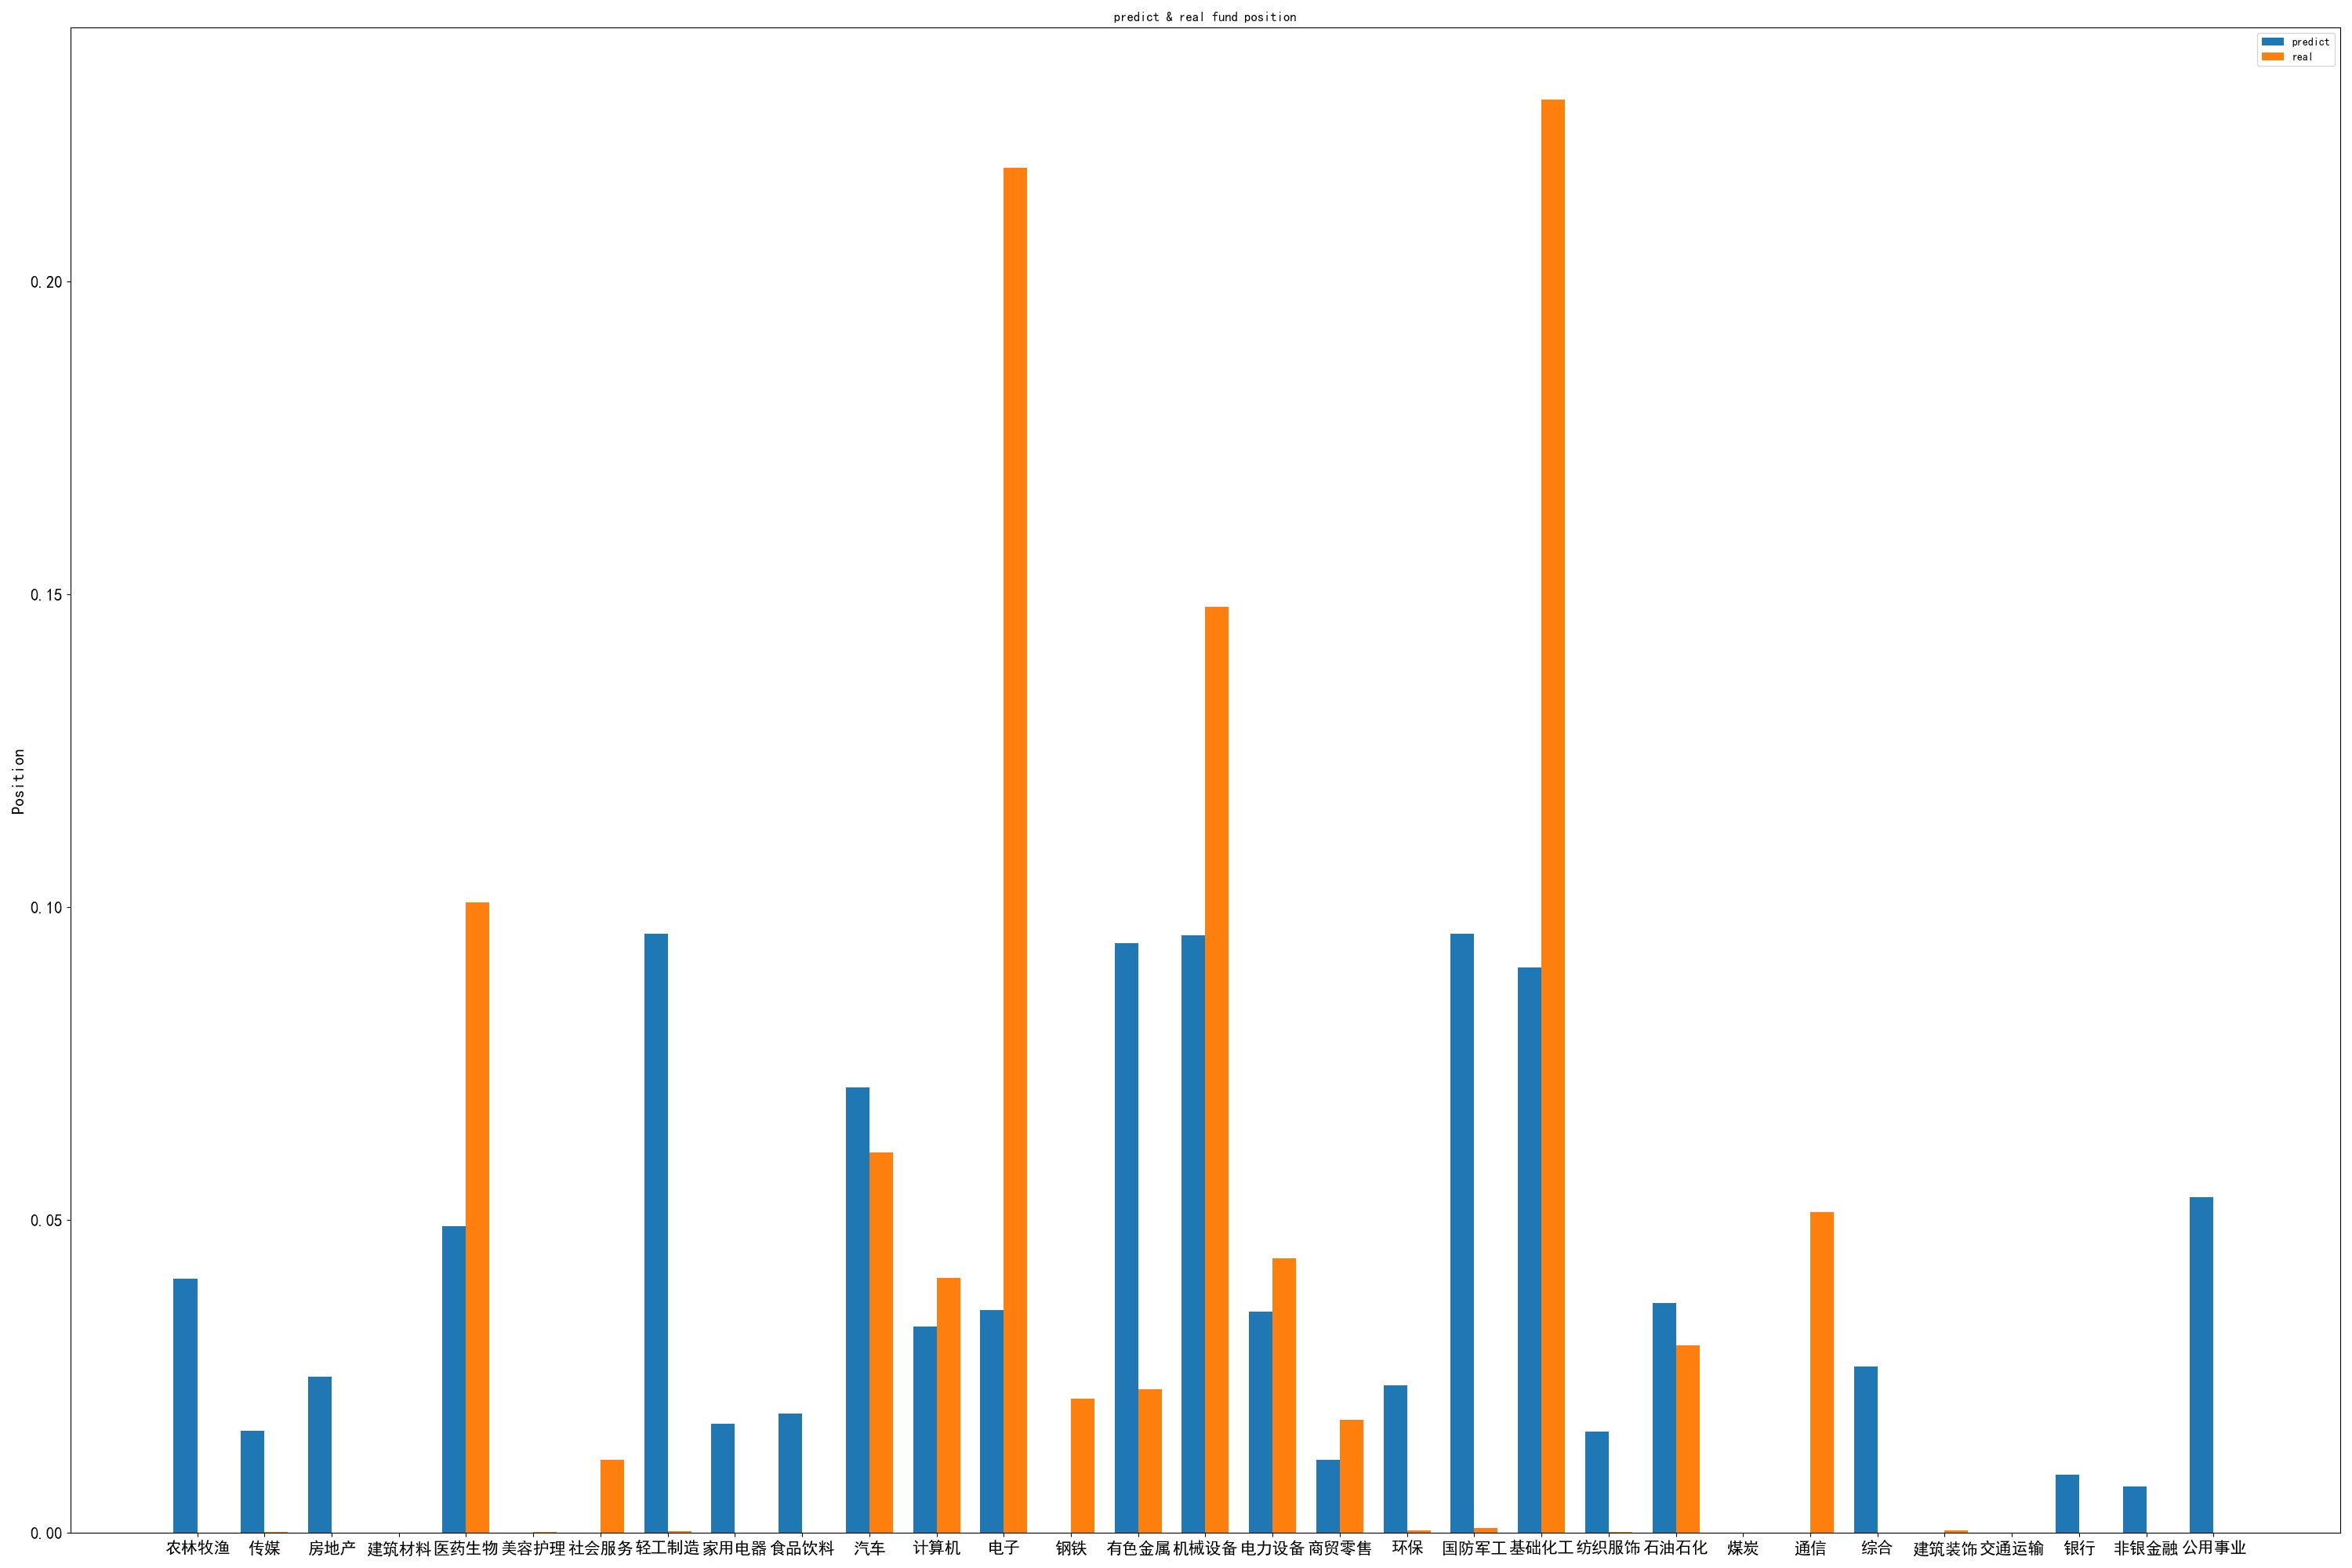 predict & real fund position
predict
real
0.20
0.15
0.10
0.05
0.00
Position
农林牧渔 传媒 房地产 建筑材料 医药生物 美容护理 社会服务 轻工制造 家用电器 食品饮料 汽车 计算机 电子 钢铁 有色金属 机械设备 电力设备 商贸零售 环保 国防军工 基础化工 纺织服饰 石油石化 煤炭 通信 综合 建筑装饰 交通运输 银行 非银金融 公用事业